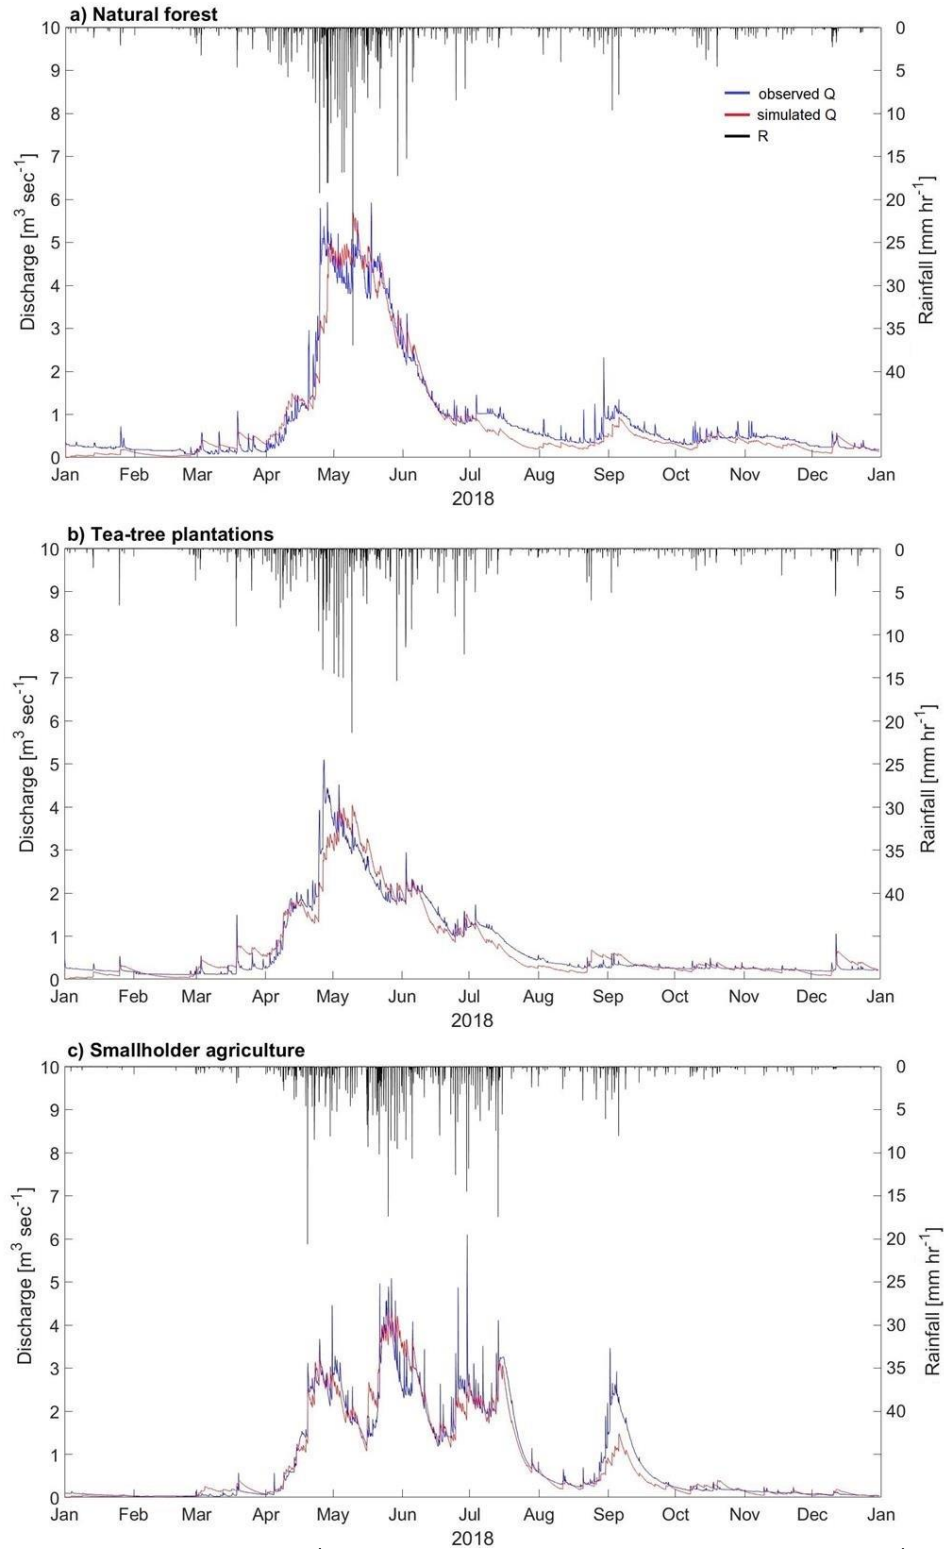 a) Natural forest
10 9 8 7 6 5 4 3 2 1 0
Discharge [m³ sec⁻¹]
0 5 10 15 20 25 30 35 40
Rainfall [mm hr⁻¹]
observed Q
simulated Q
R
Jan Feb Mar Apr May Jun Jul Aug Sep Oct Nov Dec Jan
2018
b) Tea-tree plantations
10 9 8 7 6 5 4 3 2 1 0
Discharge [m³ sec⁻¹]
0 5 10 15 20 25 30 35 40
Rainfall [mm hr⁻¹]
Jan Feb Mar Apr May Jun Jul Aug Sep Oct Nov Dec Jan
2018
c) Smallholder agriculture
10 9 8 7 6 5 4 3 2 1 0
Discharge [m³ sec⁻¹]
0 5 10 15 20 25 30 35 40
Rainfall [mm hr⁻¹]
Jan Feb Mar Apr May Jun Jul Aug Sep Oct Nov Dec Jan
2018